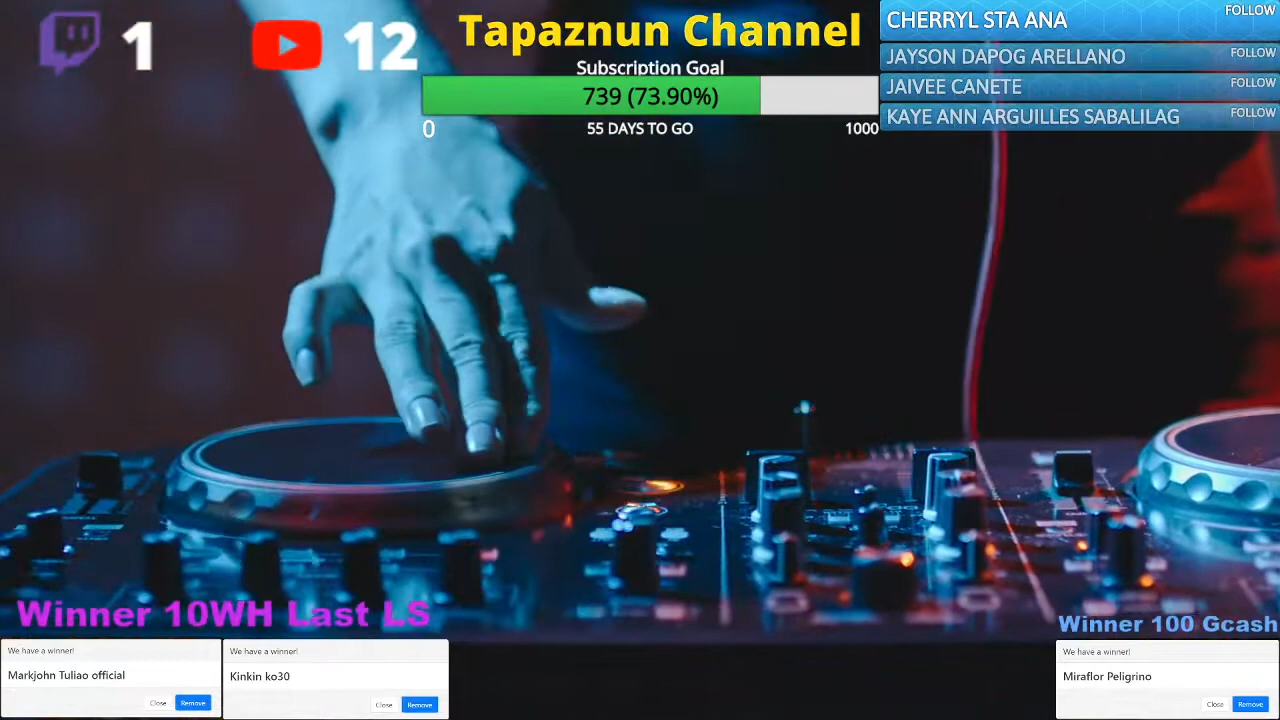 1
12
Tapaznun Channel
Subscription Goal
739 (73.90%)
0
55 DAYS TO GO
1000
CHERRYL STA ANA
FOLLOW
JAYSON DAPOG ARELLANO
FOLLOW
JAIVEE CANETE
FOLLOW
KAYE ANN ARGUILLES SABALILAG
FOLLOW
Winner 10WH Last LS
We have a winner!
Markjohn Tuliao official
Close Remove
We have a winner!
Kinkin ko30
Close Remove
Winner 100 Gcash
We have a winner!
Miraflor Peligrino
Close Remove